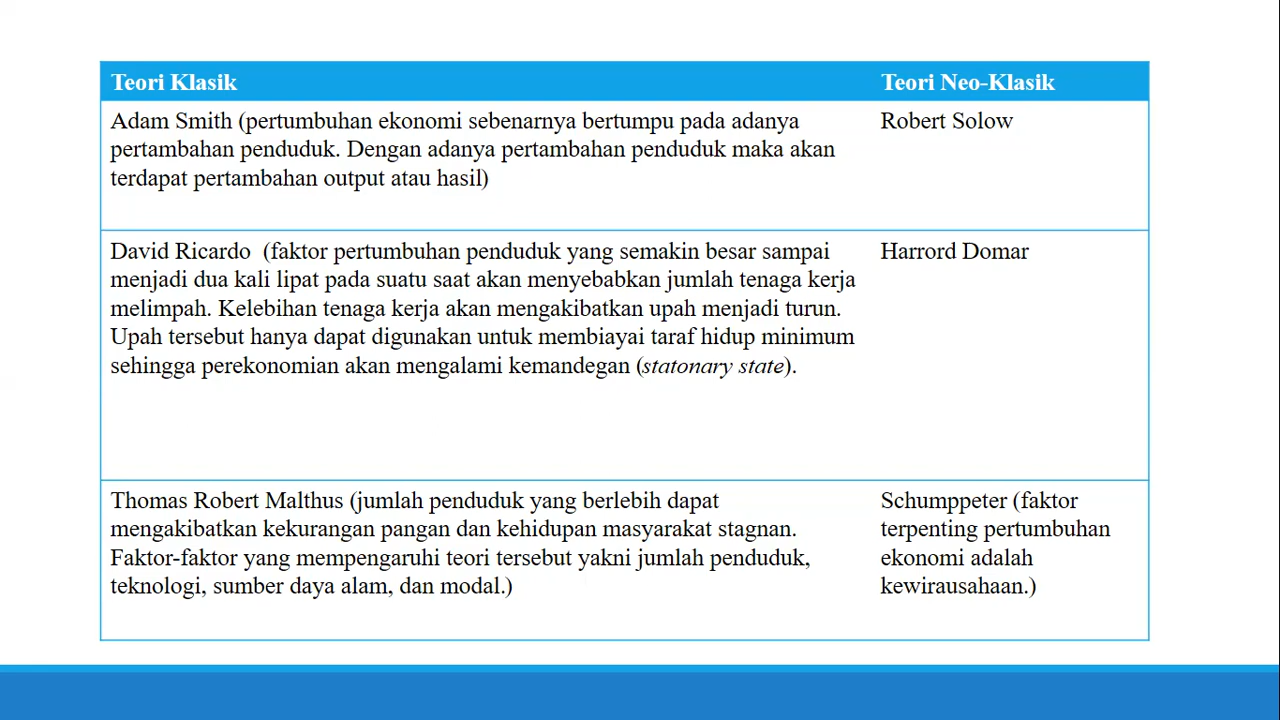 Teori Klasik
Teori Neo-Klasik
Adam Smith (pertumbuhan ekonomi sebenarnya bertumpu pada adanya
pertambahan penduduk. Dengan adanya pertambahan penduduk maka akan
terdapat pertambahan output atau hasil)
Robert Solow
David Ricardo (faktor pertumbuhan penduduk yang semakin besar sampai
menjadi dua kali lipat pada suatu saat akan menyebabkan jumlah tenaga kerja
melimpah. Kelebihan tenaga kerja akan mengakibatkan upah menjadi turun.
Upah tersebut hanya dapat digunakan untuk membiayai taraf hidup minimum
sehingga perekonomian akan mengalami kemandegan (statonary state).
Harrord Domar
Thomas Robert Malthus (jumlah penduduk yang berlebih dapat
mengakibatkan kekurangan pangan dan kehidupan masyarakat stagnan.
Faktor-faktor yang mempengaruhi teori tersebut yakni jumlah penduduk,
teknologi, sumber daya alam, dan modal.)
Schumppeter (faktor
terpenting pertumbuhan
ekonomi adalah
kewirausahaan.)